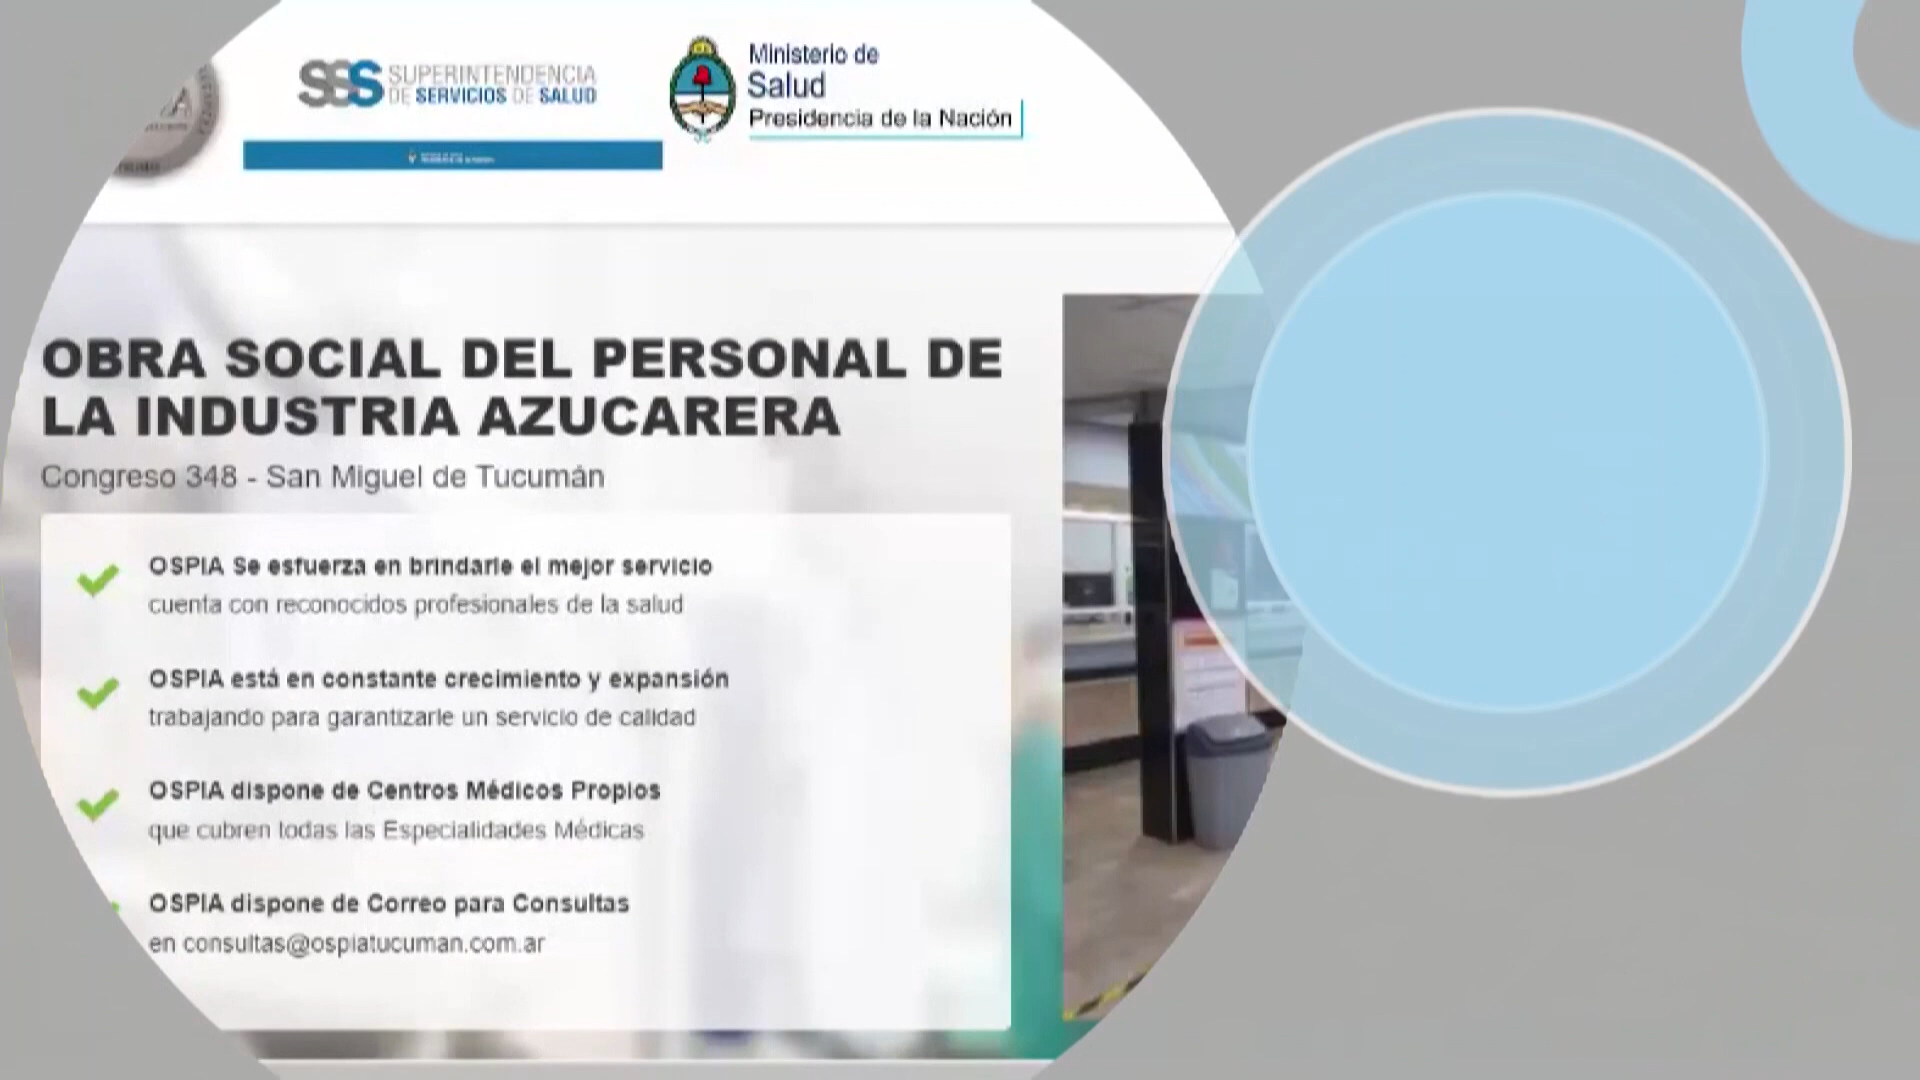 SSS SUPERINTENDENCIA
DE SERVICIOS DE SALUD
Ministerio de
Salud
Presidencia de la Nación
OBRA SOCIAL DEL PERSONAL DE
LA INDUSTRIA AZUCARERA
Congreso 348 - San Miguel de Tucumán
OSPIA Se esfuerza en brindarle el mejor servicio
cuenta con reconocidos profesionales de la salud
OSPIA está en constante crecimiento y expansión
trabajando para garantizarle un servicio de calidad
OSPIA dispone de Centros Médicos Propios
que cubren todas las Especialidades Médicas
OSPIA dispone de Correo para Consultas
en consultas@ospiatucuman.com.ar